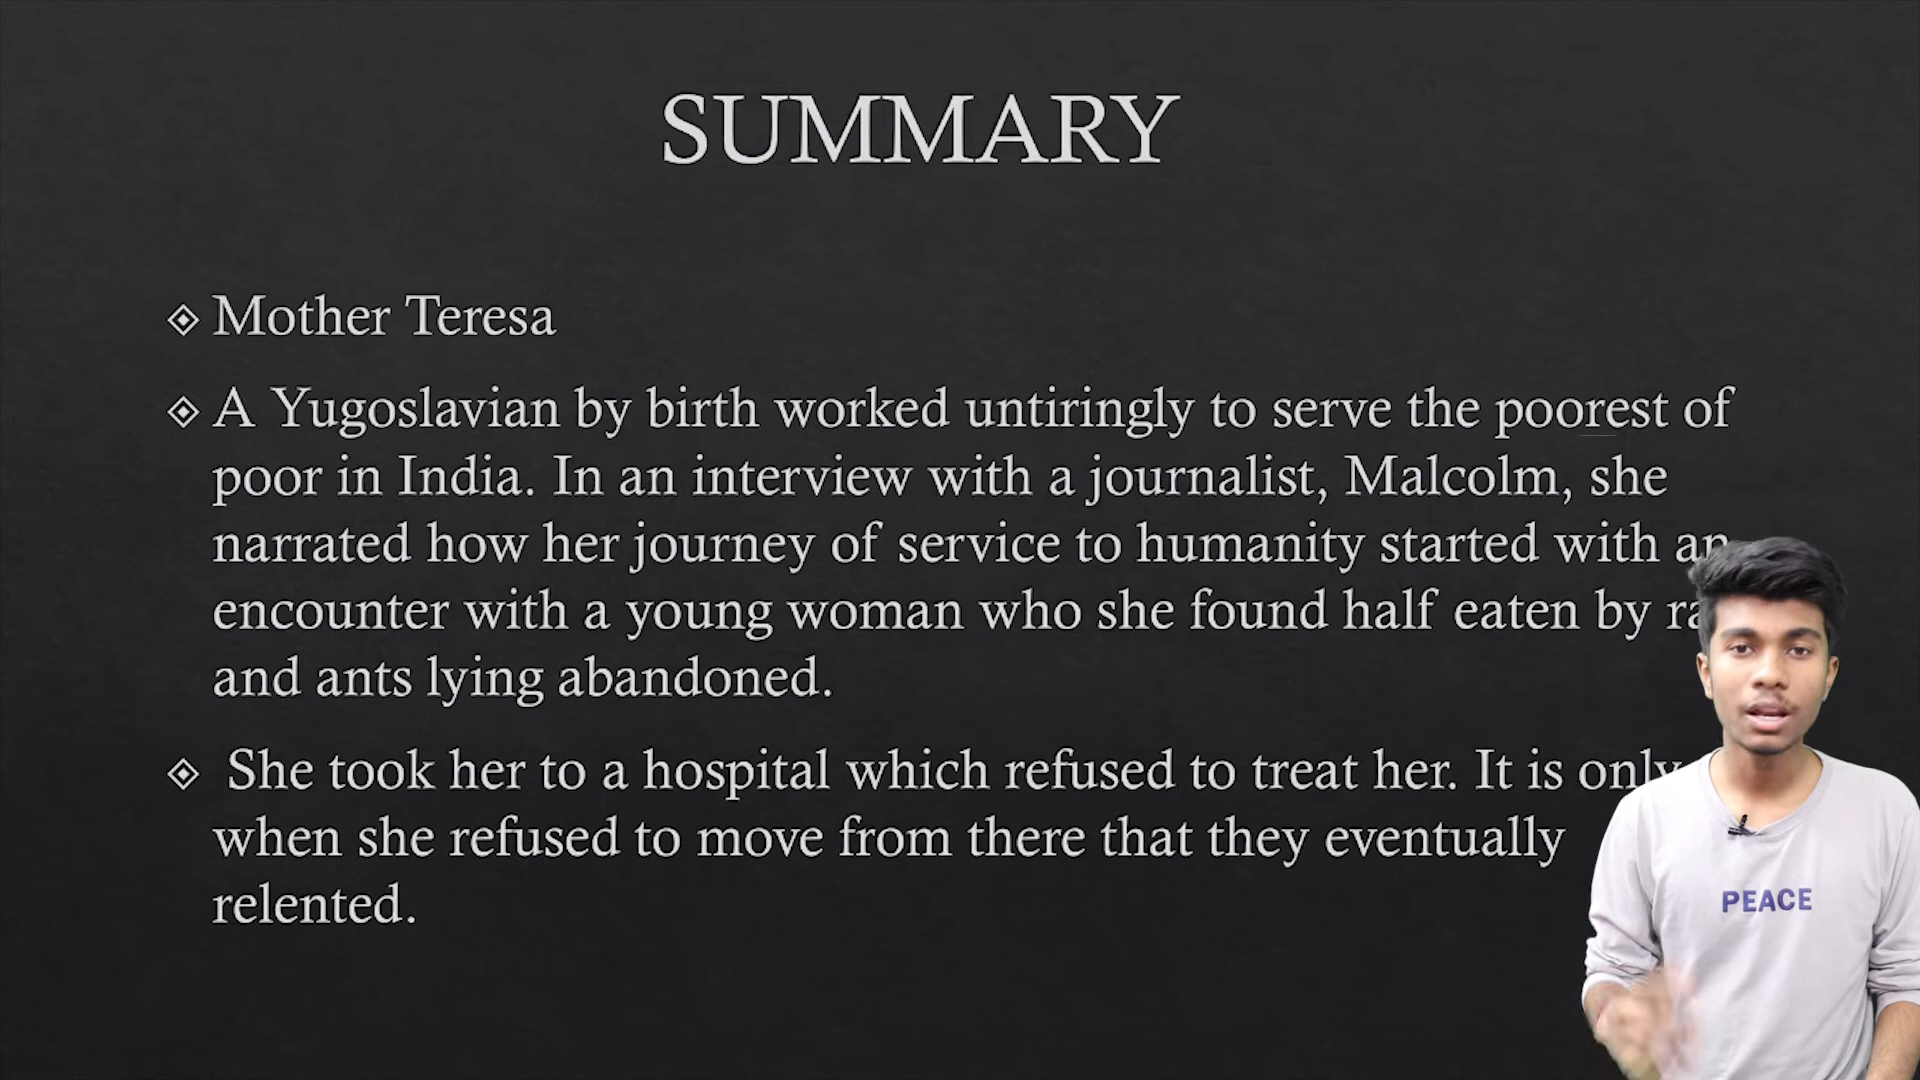 SUMMARY
Mother Teresa
A Yugoslavian by birth worked untiringly to serve the poorest of
poor in India. In an interview with a journalist, Malcolm, she
narrated how her journey of service to humanity started with an
encounter with a young woman who she found half eaten by
and ants lying abandoned.
She took her to a hospital which refused to treat her. It is only
when she refused to move from there that they eventually
relented.
PEACE